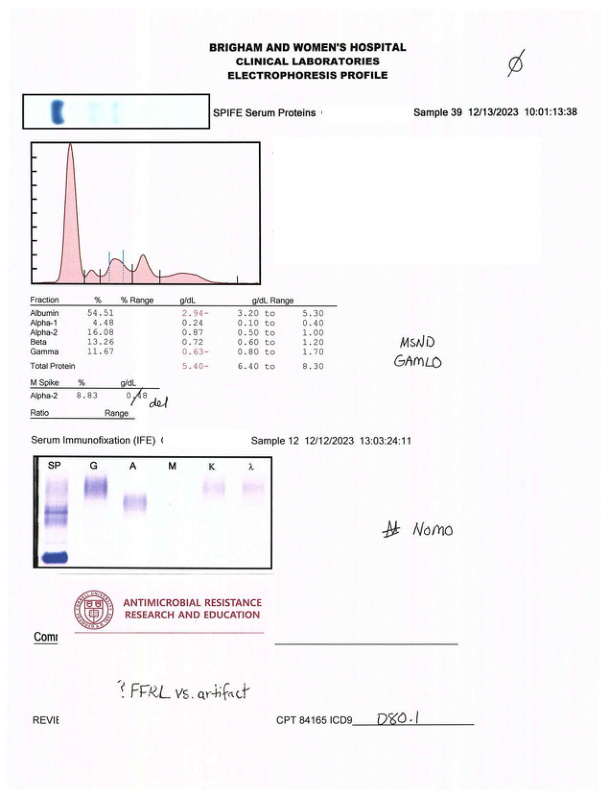 BRIGHAM AND WOMEN'S HOSPITAL
CLINICAL LABORATORIES
ELECTROPHORESIS PROFILE
Ø
SPIFE Serum Proteins
Sample 39 12/13/2023 10:01:13:38
Fraction % % Range g/dL g/dL Range
Albumin 54.51 2.94- 3.20 to 5.30
Alpha-1 4.48 0.24 0.10 to 0.40
Alpha-2 16.08 0.87 0.50 to 1.00
Beta 13.26 0.72 0.60 to 1.20
Gamma 11.67 0.63- 0.80 to 1.70
Total Protein 5.40- 6.40 to 8.30
MSND
GAMLO
M Spike % g/dL
Alpha-2 8.83 0.48 del
Ratio Range
Serum Immunofixation (IFE) (
Sample 12 12/12/2023 13:03:24:11
SP G A M K λ
NOMO
ANTIMICROBIAL RESISTANCE
RESEARCH AND EDUCATION
Com
? FFRL vs. artifact
REVIE
CPT 84165 ICD9 D80.1